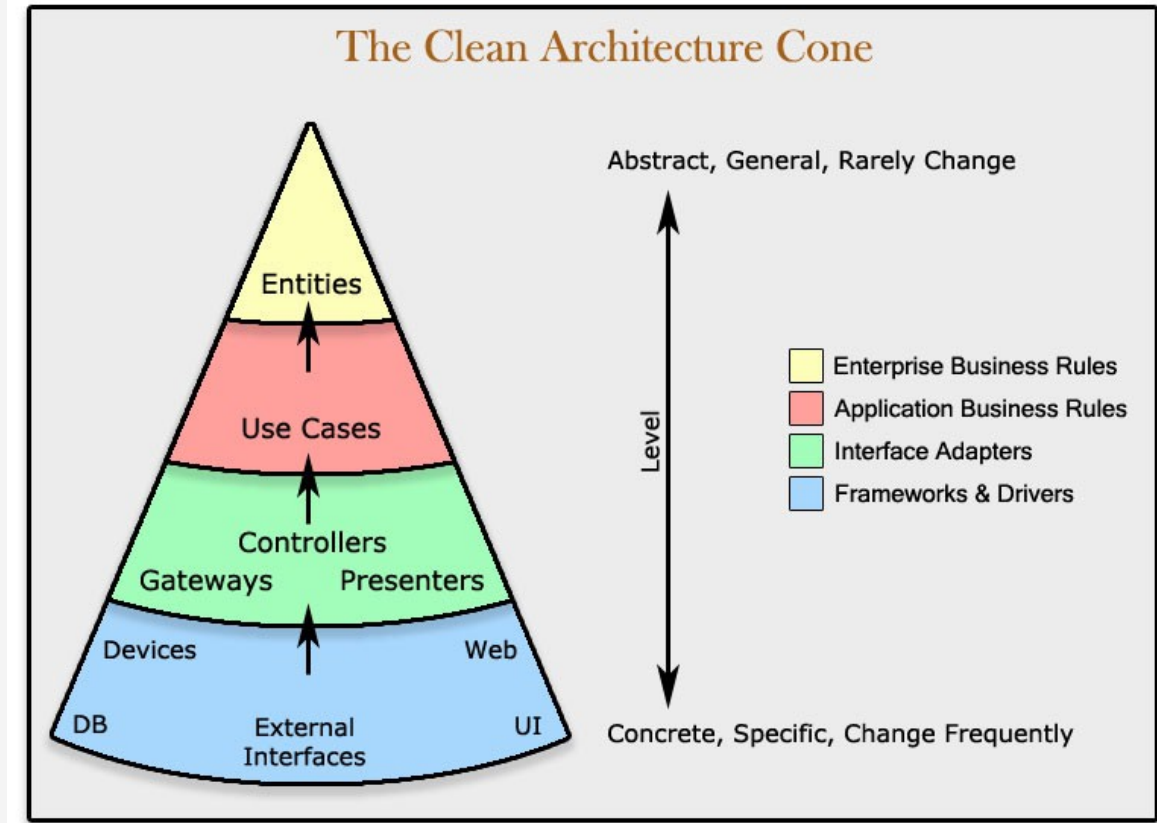 The Clean Architecture Cone
Abstract, General, Rarely Change
Entities
Enterprise Business Rules
Application Business Rules
Interface Adapters
Frameworks & Drivers
Level
Use Cases
Controllers
Gateways Presenters
Devices Web
DB External Interfaces UI
Concrete, Specific, Change Frequently